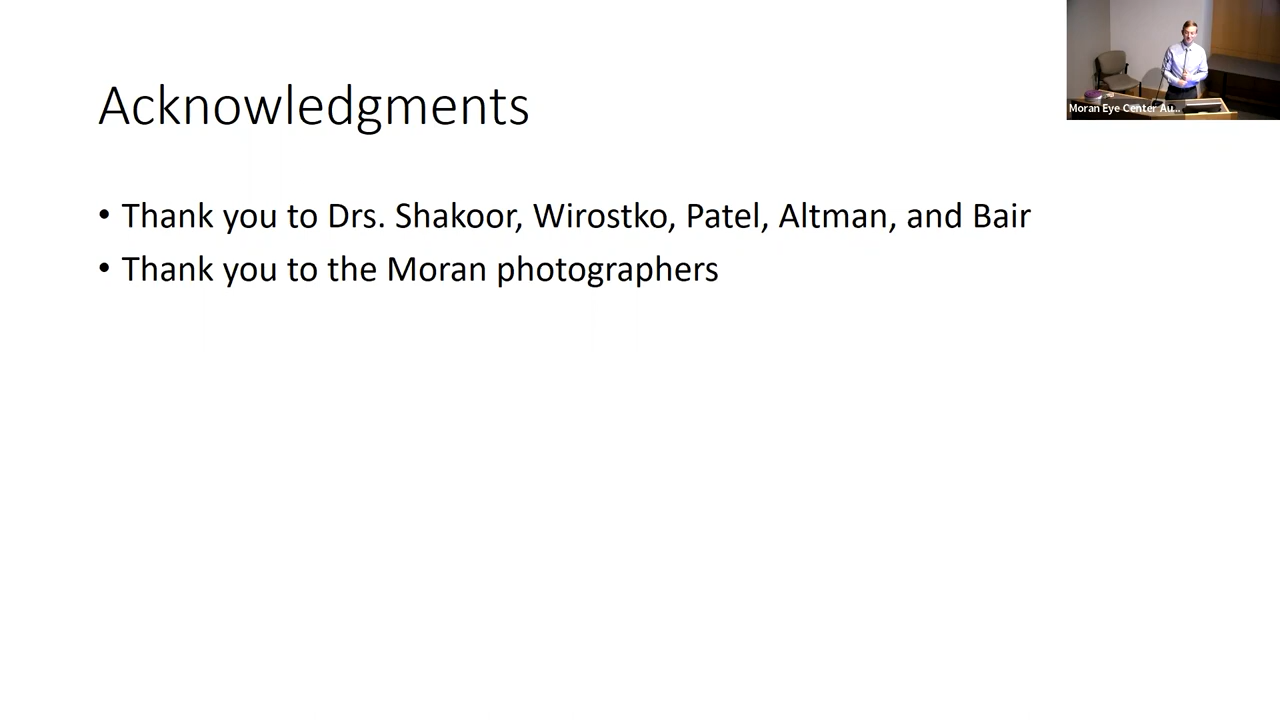 Moran Eye Center Au...
Acknowledgments
• Thank you to Drs. Shakoor, Wirostko, Patel, Altman, and Bair
• Thank you to the Moran photographers